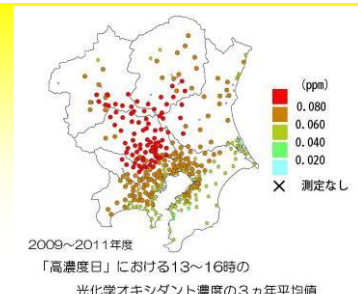 (ppm)
0.080
0.060
0.040
0.020
× 測定なし
2009～2011年度
「高濃度日」における13～16時の
光化学オキシダント濃度の3ヵ年平均値